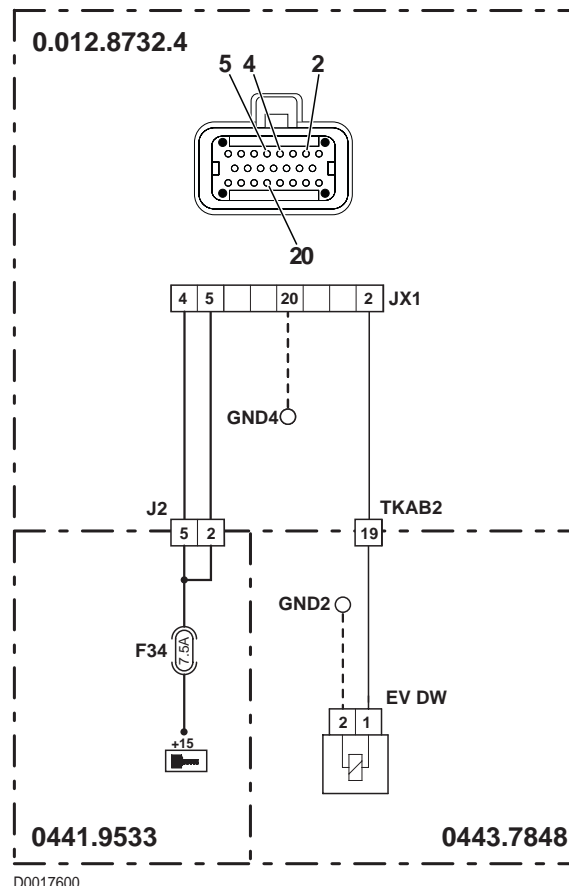 0.012.8732.4
5 4 2
20
4 5 20 2 JX1
GND4
J2 TKAB2
5 2 19
GND2
F34 7.5A
EV DW
+15 2 1
0441.9533 0443.7848
D0017600